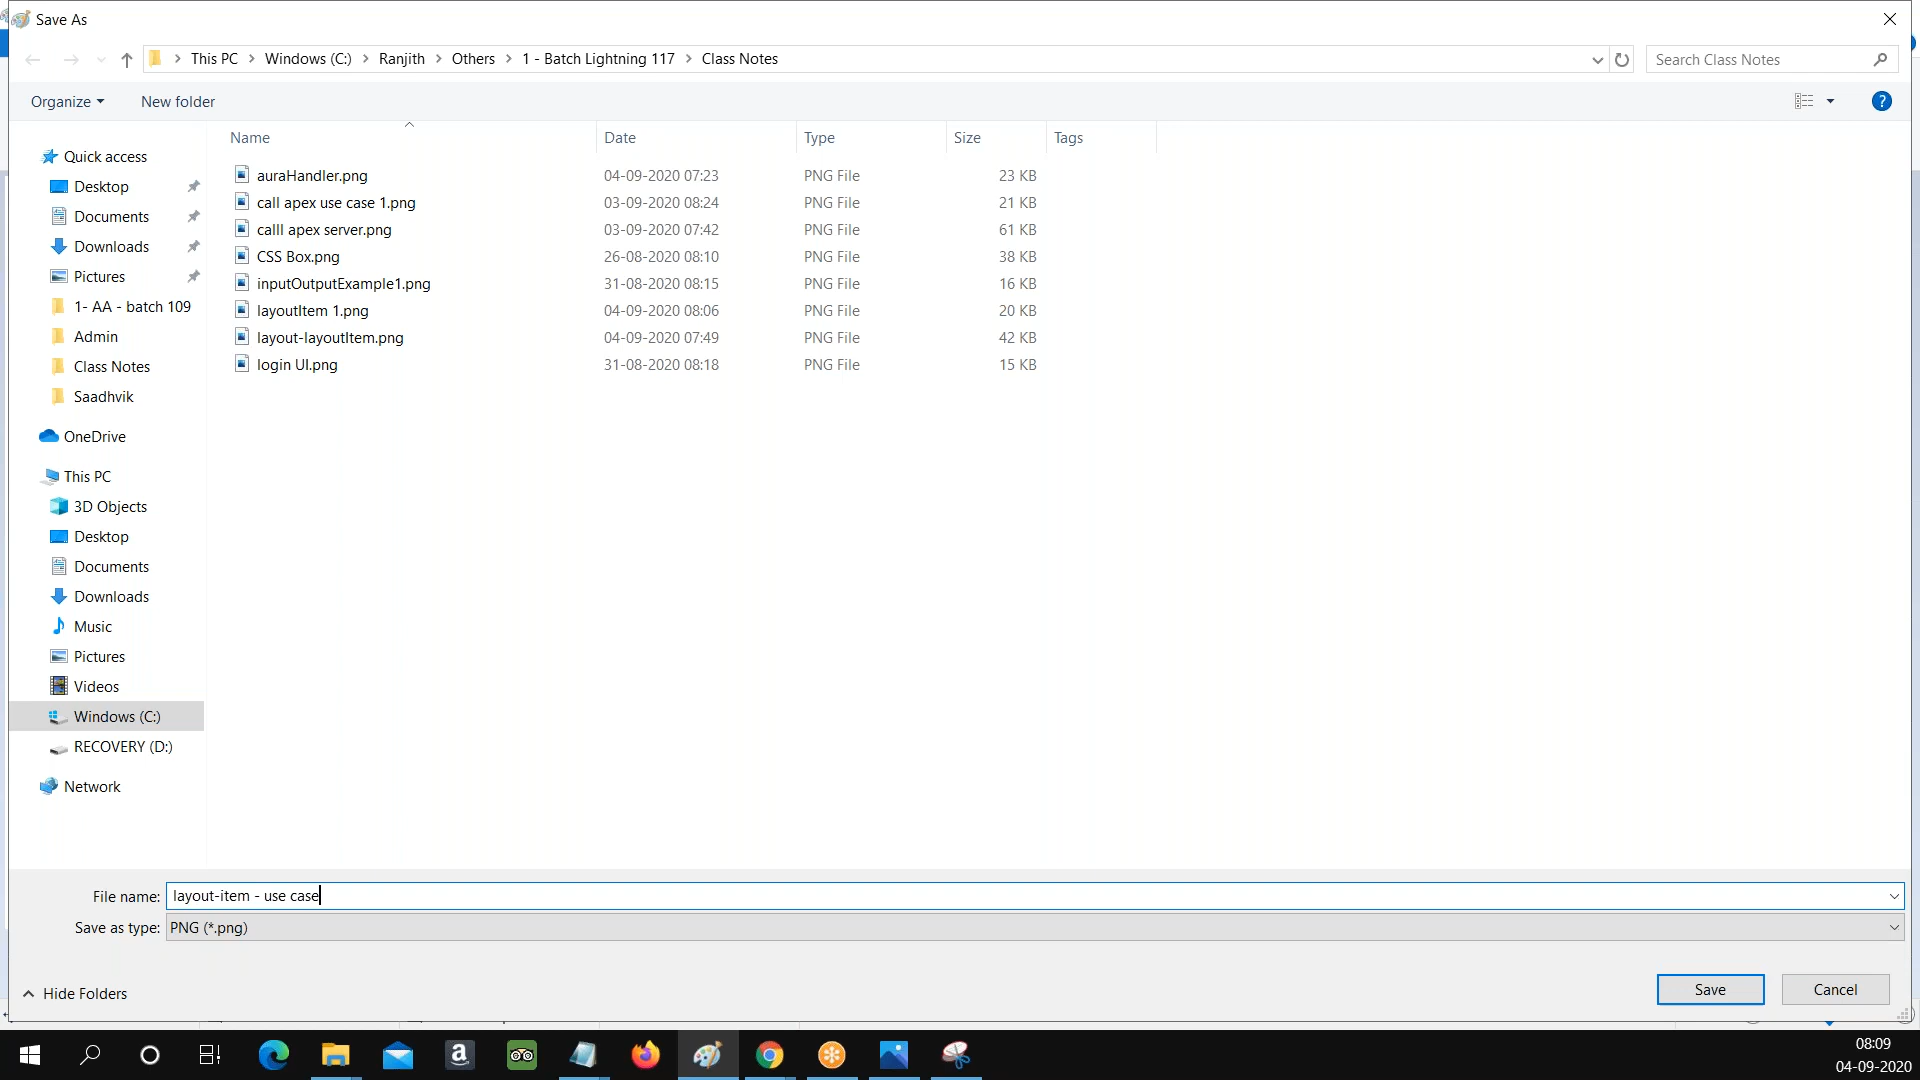 Save As
This PC > Windows (C:) > Ranjith > Others > 1 - Batch Lightning 117 > Class Notes
Search Class Notes
Organize
New folder
Name Date Type Size Tags
auraHandler.png 04-09-2020 07:23 PNG File 23 KB
call apex use case 1.png 03-09-2020 08:24 PNG File 21 KB
calll apex server.png 03-09-2020 07:42 PNG File 61 KB
CSS Box.png 26-08-2020 08:10 PNG File 38 KB
inputOutputExample1.png 31-08-2020 08:15 PNG File 16 KB
layoutItem 1.png 04-09-2020 08:06 PNG File 20 KB
layout-layoutItem.png 04-09-2020 07:49 PNG File 42 KB
login UI.png 31-08-2020 08:18 PNG File 15 KB
Quick access
Desktop
Documents
Downloads
Pictures
1- AA - batch 109
Admin
Class Notes
Saadhvik
OneDrive
This PC
3D Objects
Desktop
Documents
Downloads
Music
Pictures
Videos
Windows (C:)
RECOVERY (D:)
Network
File name: layout-item - use case
Save as type: PNG (*.png)
Hide Folders
Save
Cancel
08:09
04-09-2020